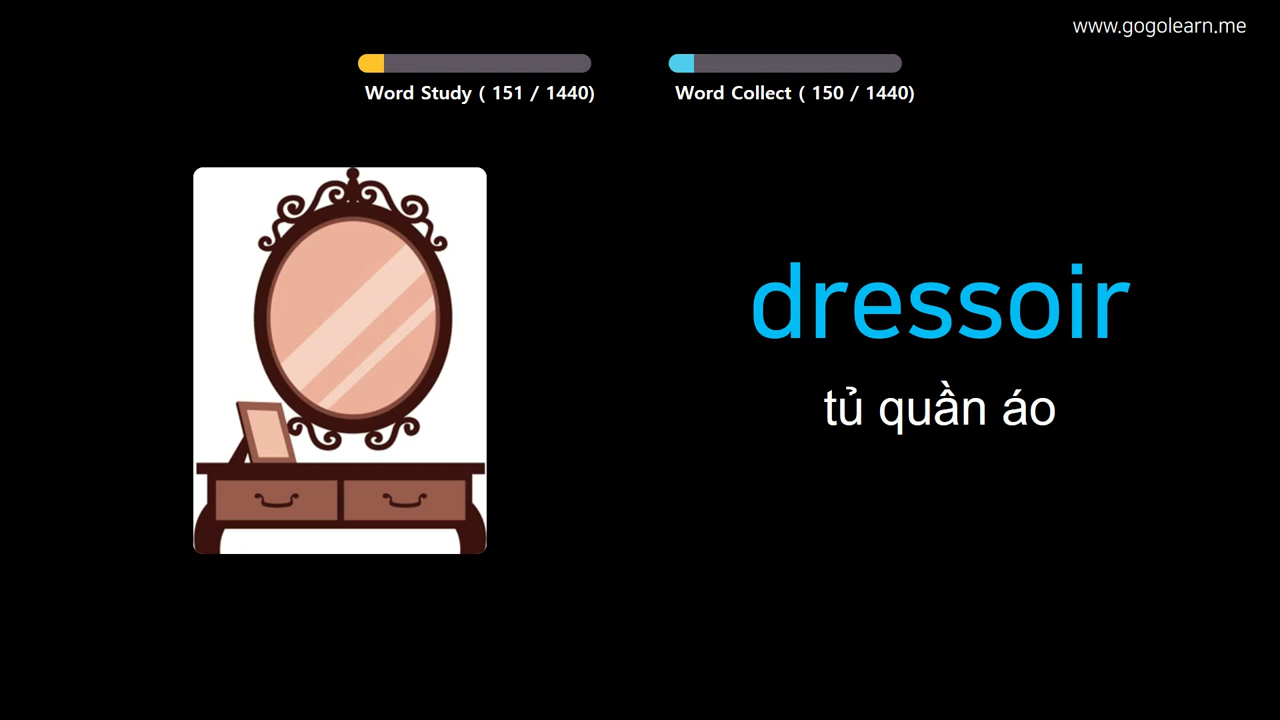 www.gogolearn.me
Word Study ( 151 / 1440)
Word Collect ( 150 / 1440)
dressoir
tủ quần áo